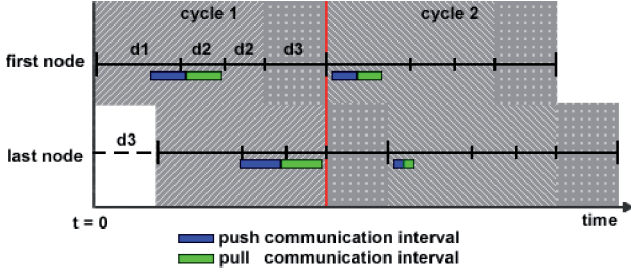 cycle 1 cycle 2
d1 d2 d2 d3
first node
d3
last node
t = 0 time
push communication interval
pull communication interval